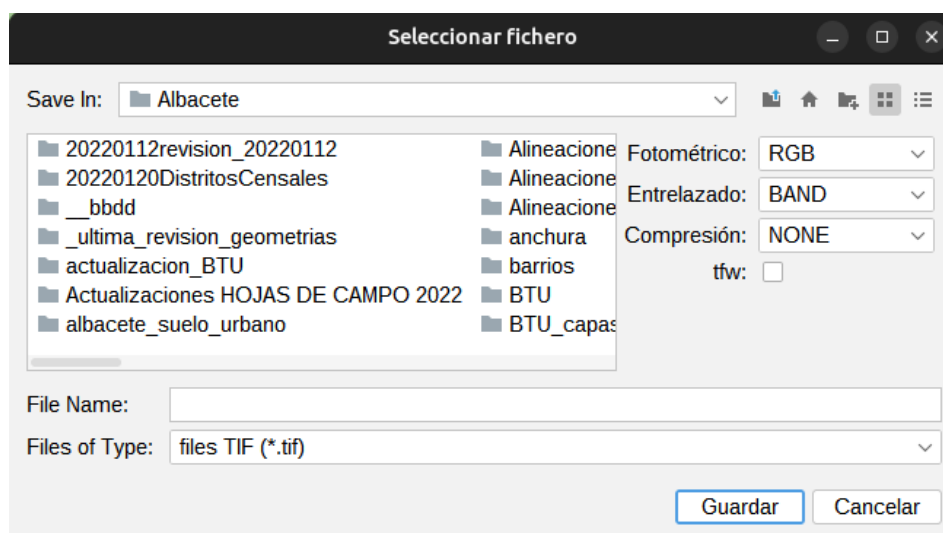 Seleccionar fichero
Save In: Albacete
20220112revision_20220112
20220120DistritosCensales
__bbdd
_ultima_revision_geometrias
actualizacion_BTU
Actualizaciones HOJAS DE CAMPO 2022
albacete_suelo_urbano
Alineacione
Alineacione
Alineacione
anchura
barrios
BTU
BTU_capas
Fotométrico: RGB
Entrelazado: BAND
Compresión: NONE
tfw:
File Name:
Files of Type: files TIF (*.tif)
Guardar Cancelar